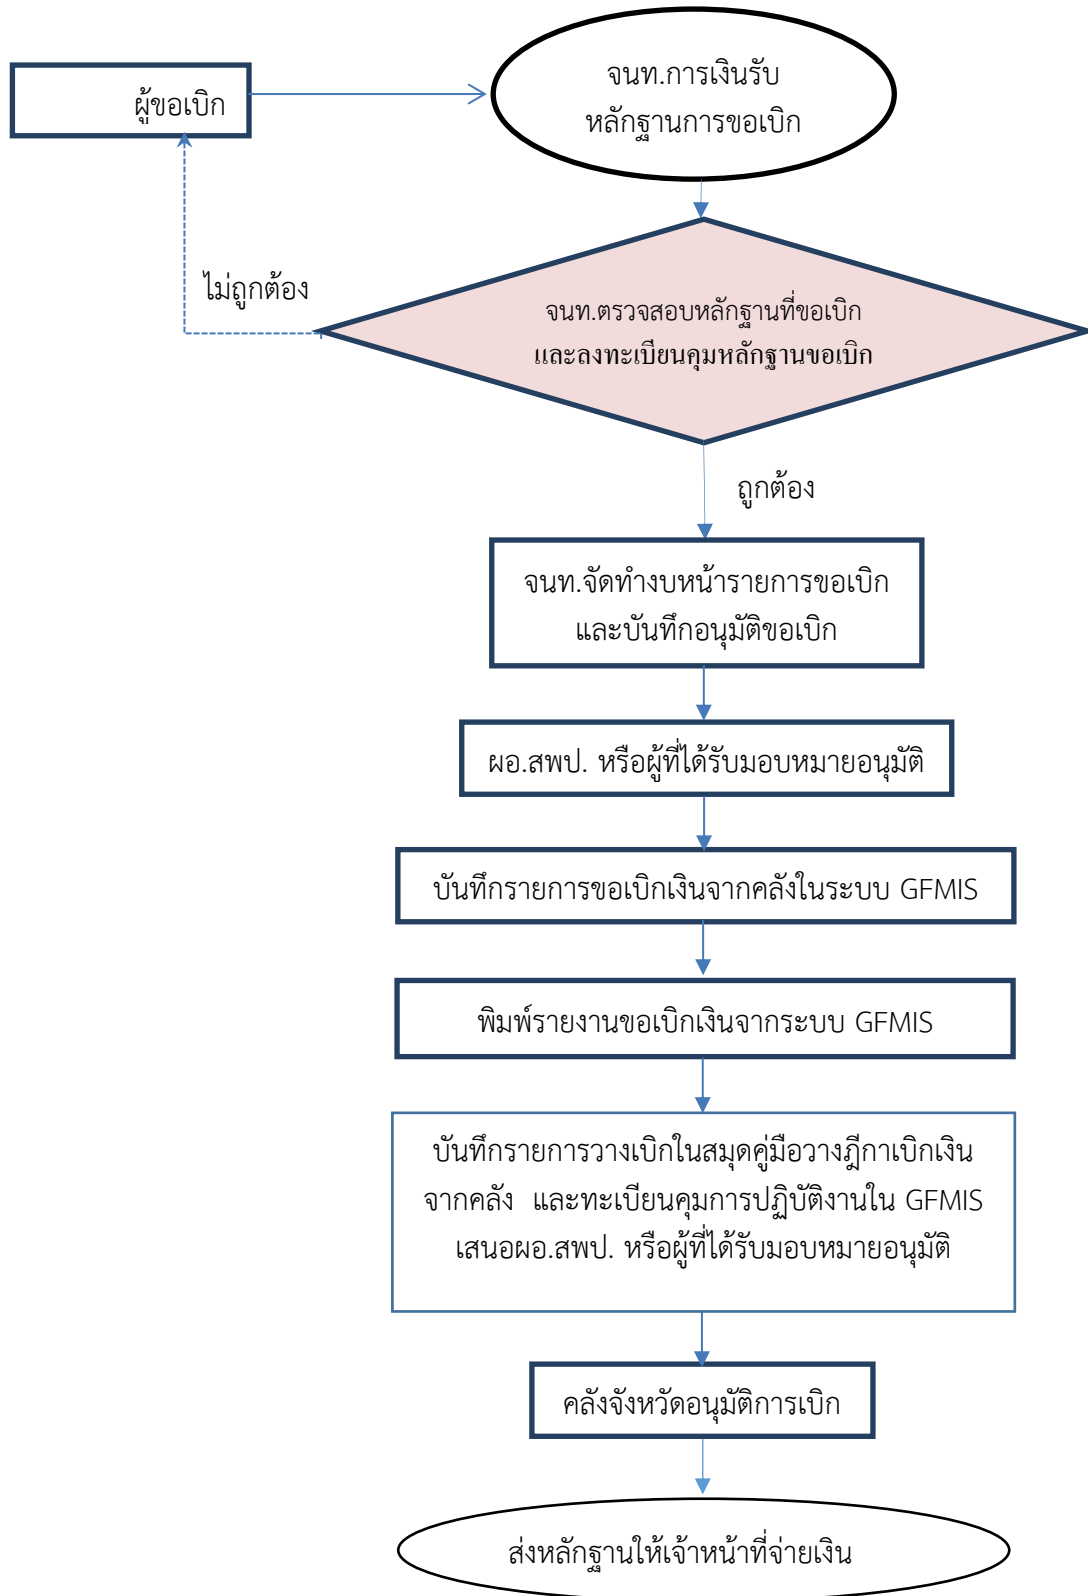 จนท.การเงินรับ
หลักฐานการขอเบิก
ผู้ขอเบิก
ไม่ถูกต้อง
จนท.ตรวจสอบหลักฐานที่ขอเบิก
และลงทะเบียนคุมหลักฐานขอเบิก
ถูกต้อง
จนท.จัดทำงบหน้ารายการขอเบิก
และบันทึกอนุมัติขอเบิก
ผอ.สพป. หรือผู้ที่ได้รับมอบหมายอนุมัติ
บันทึกรายการขอเบิกเงินจากคลังในระบบ GFMIS
พิมพ์รายงานขอเบิกเงินจากระบบ GFMIS
บันทึกรายการวางเบิกในสมุดคู่มือวางฎีกาเบิกเงิน
จากคลัง และทะเบียนคุมการปฏิบัติงานใน GFMIS
เสนอผอ.สพป. หรือผู้ที่ได้รับมอบหมายอนุมัติ
คลังจังหวัดอนุมัติการเบิก
ส่งหลักฐานให้เจ้าหน้าที่จ่ายเงิน